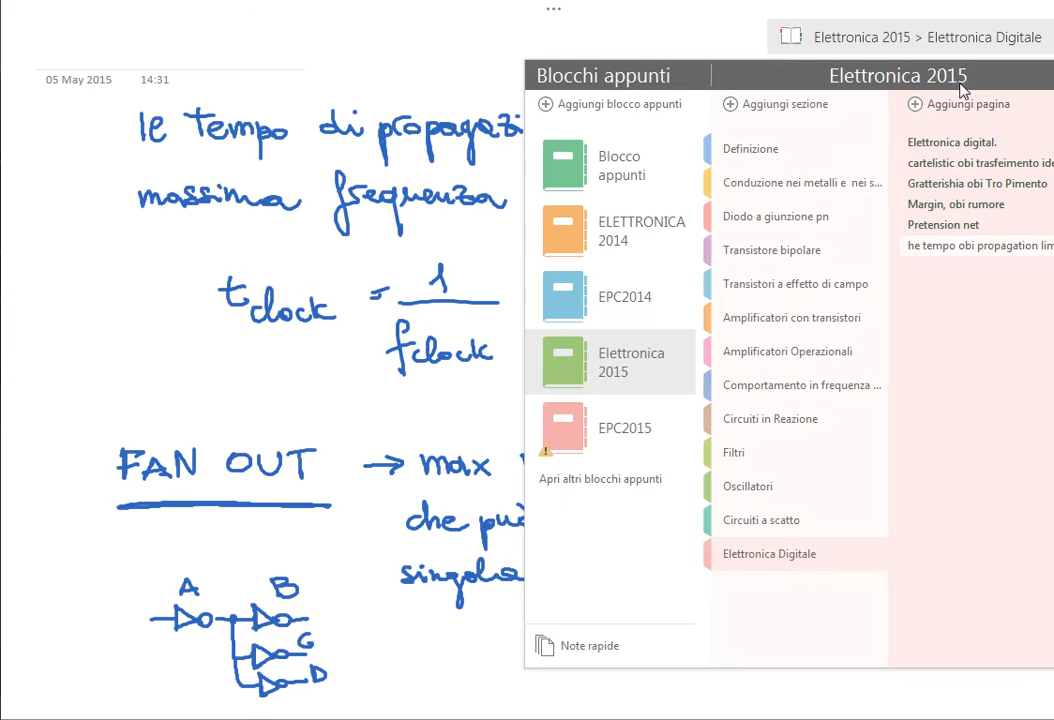 Elettronica 2015 > Elettronica Digitale
05 May 2015 14:31
le tempo di propagazi
massima frequenza
tclock = 1
fclock
FAN OUT → max
che può
singola
A
B
C
D
Blocchi appunti
Elettronica 2015
Aggiungi blocco appunti
Blocco
appunti
ELETTRONICA
2014
EPC2014
Elettronica
2015
EPC2015
Apri altri blocchi appunti
Note rapide
Aggiungi sezione
Definizione
Conduzione nei metalli e nei s...
Diodo a giunzione pn
Transistore bipolare
Transistori a effetto di campo
Amplificatori con transistori
Amplificatori Operazionali
Comportamento in frequenza ...
Circuiti in Reazione
Filtri
Oscillatori
Circuiti a scatto
Elettronica Digitale
Aggiungi pagina
Elettronica digital.
cartelistic obi trasfeimento ide
Gratterishia obi Tro Pimento
Margin, obi rumore
Pretension net
he tempo obi propagation lim